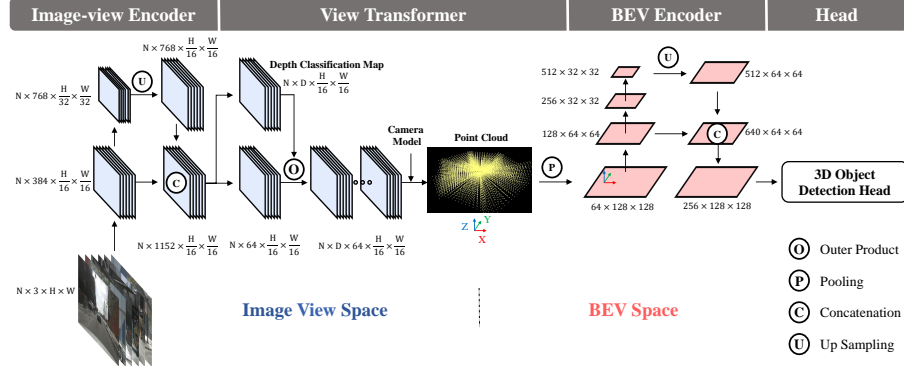 Image-view Encoder
View Transformer
BEV Encoder
Head
N × 768 × H/16 × W/16
U
N × 768 × H/32 × W/32
Depth Classification Map
N × D × H/16 × W/16
N × 384 × H/16 × W/16
C
O
Camera
Model
Point Cloud
Z
Y
X
N × 1152 × H/16 × W/16
N × 64 × H/16 × W/16
N × D × 64 × H/16 × W/16
N × 3 × H × W
P
512 × 32 × 32
U
512 × 64 × 64
256 × 32 × 32
128 × 64 × 64
C
640 × 64 × 64
64 × 128 × 128
256 × 128 × 128
3D Object
Detection Head
Image View Space
BEV Space
O Outer Product
P Pooling
C Concatenation
U Up Sampling